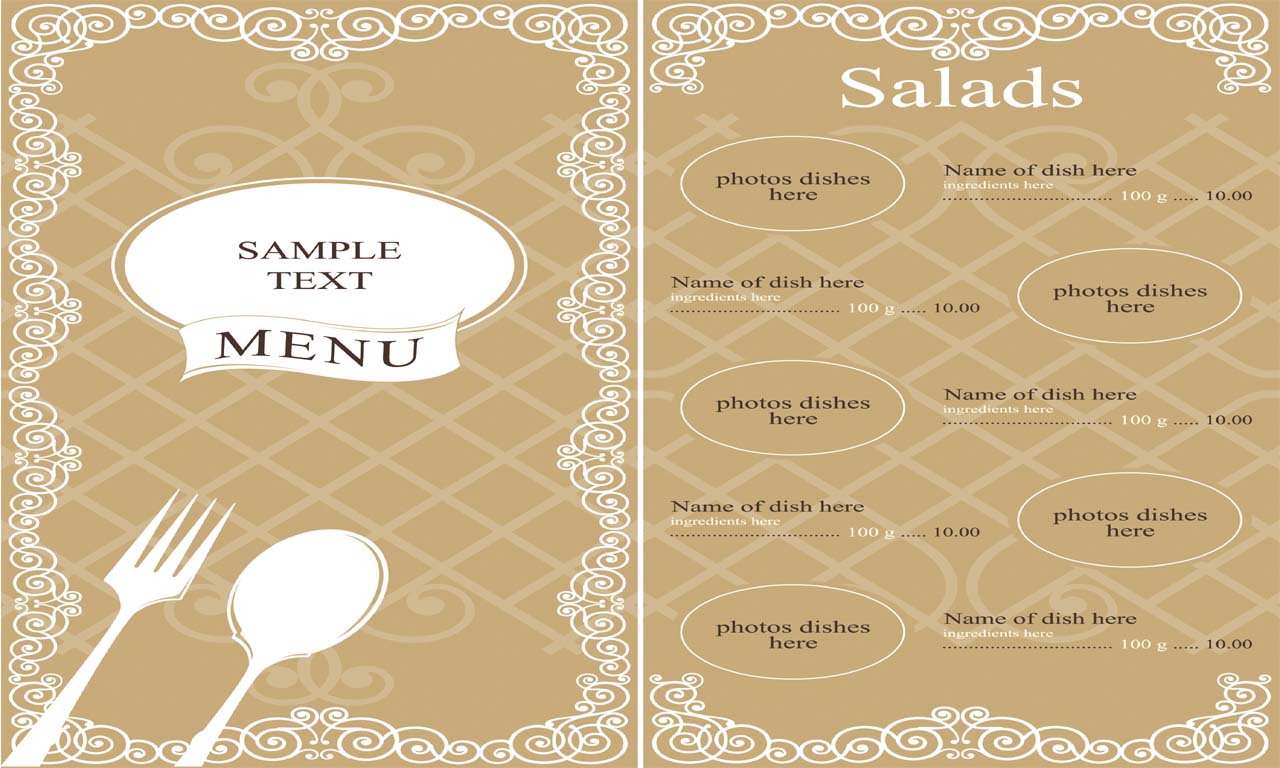 SAMPLE
TEXT
MENU
Salads
photos dishes
here
Name of dish here
ingredients here
................................... 100 g ..... 10.00
Name of dish here
ingredients here
................................... 100 g ..... 10.00
photos dishes
here
photos dishes
here
Name of dish here
ingredients here
................................... 100 g ..... 10.00
Name of dish here
ingredients here
................................... 100 g ..... 10.00
photos dishes
here
photos dishes
here
Name of dish here
ingredients here
................................... 100 g ..... 10.00